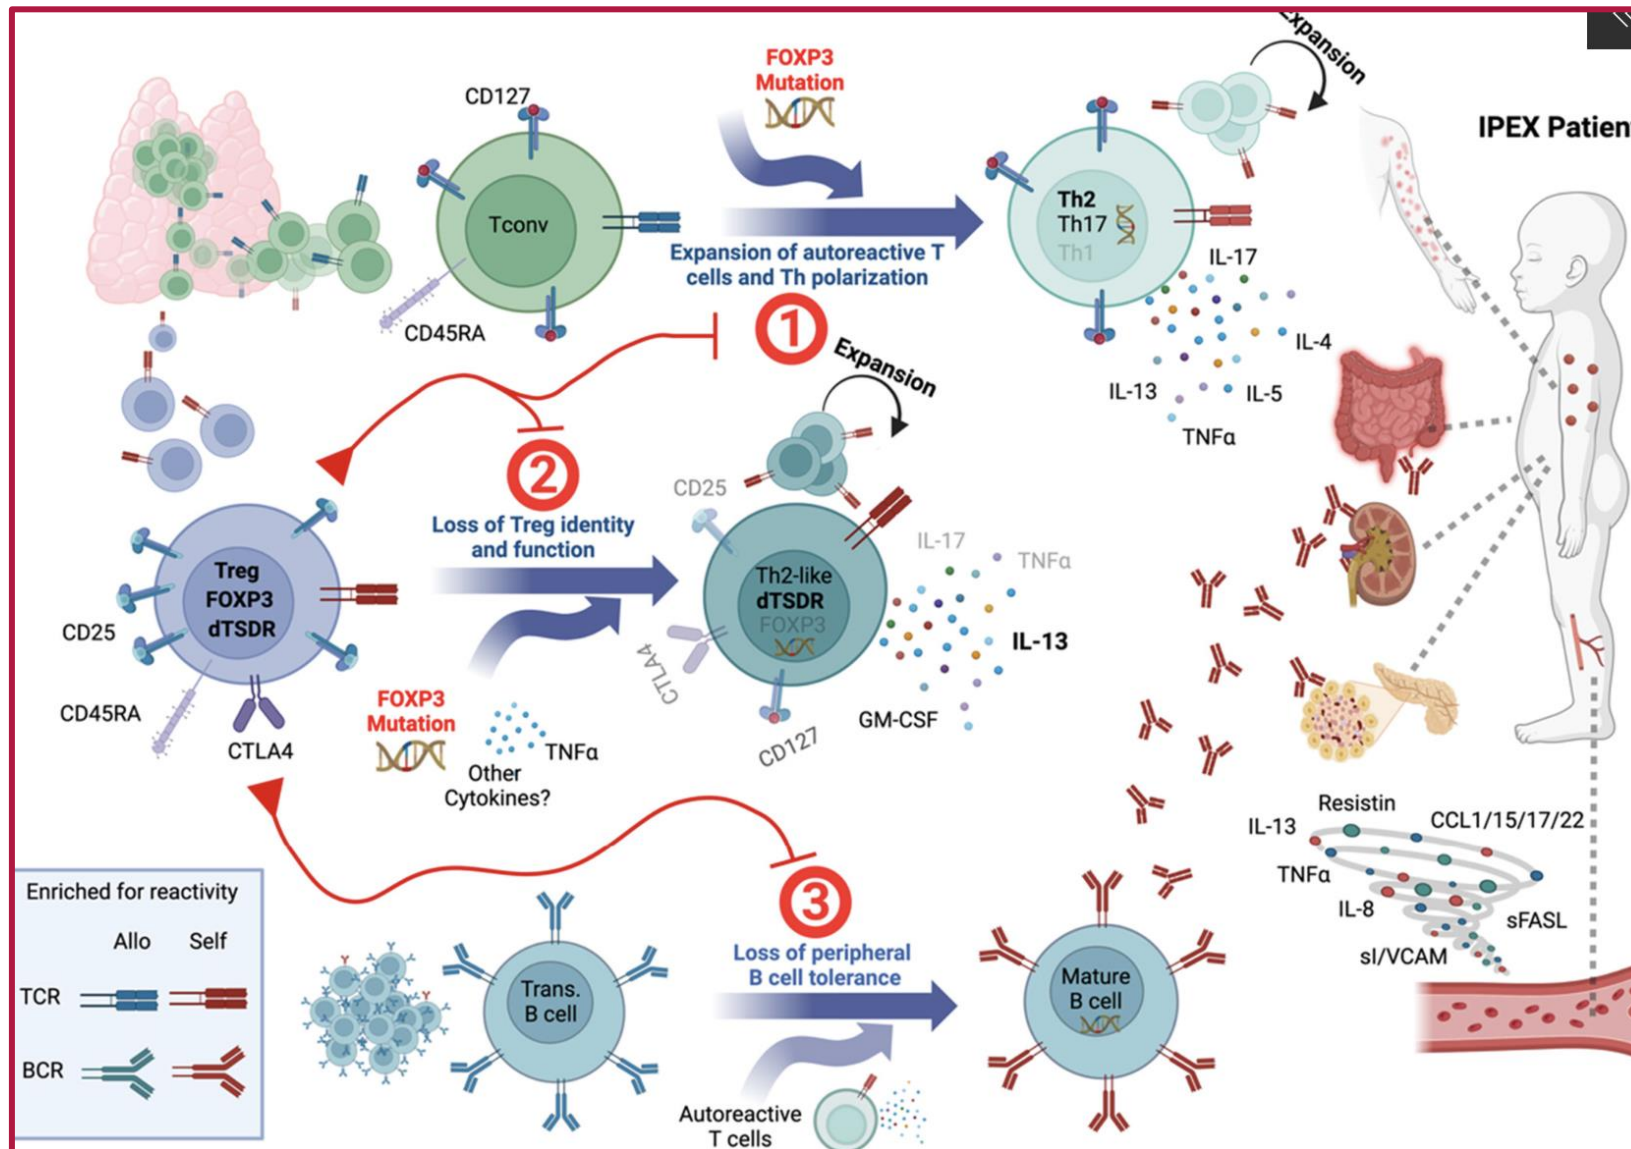 Expansion
FOXP3
Mutation
CD127
IPEX Patien
Tconv
Th2
Th17
Th1
Expansion of autoreactive T
cells and Th polarization
IL-17
CD45RA
1
IL-4
Expansion
IL-13
IL-5
TNFα
2
CD25
Loss of Treg identity
and function
IL-17
TNFα
Treg
FOXP3
dTSDR
Th2-like
dTSDR
FOXP3
CD25
IL-13
CTLA4
CD45RA
FOXP3
Mutation
CTLA4
TNFα
Other
Cytokines?
GM-CSF
CD127
Resistin
IL-13
CCL1/15/17/22
TNFα
IL-8
sFASL
sI/VCAM
Enriched for reactivity
Allo Self
TCR
BCR
3
Loss of peripheral
B cell tolerance
Trans.
B cell
Mature
B cell
Autoreactive
T cells